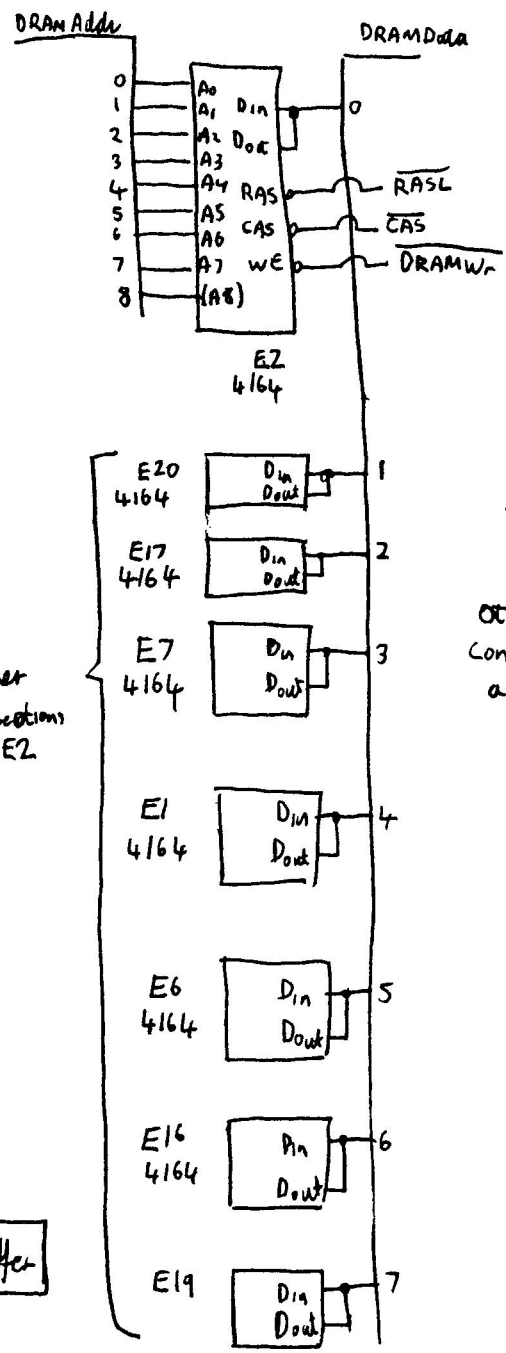 DRAM Addr
DRAMData
0
1
2
3
4
5
6
7
8
A0
A1
A2
A3
A4
A5
A6
A7
(A8)
Din
Dout
RAS
CAS
WE
0
RASL
CAS
DRAMWr
E2
4164
E20
4164
Din
Dout
1
E17
4164
Din
Dout
2
E7
4164
Din
Dout
3
E2
E1
4164
Din
Dout
4
E6
4164
Din
Dout
5
E16
4164
Din
Dout
6
E19
Din
Dout
7